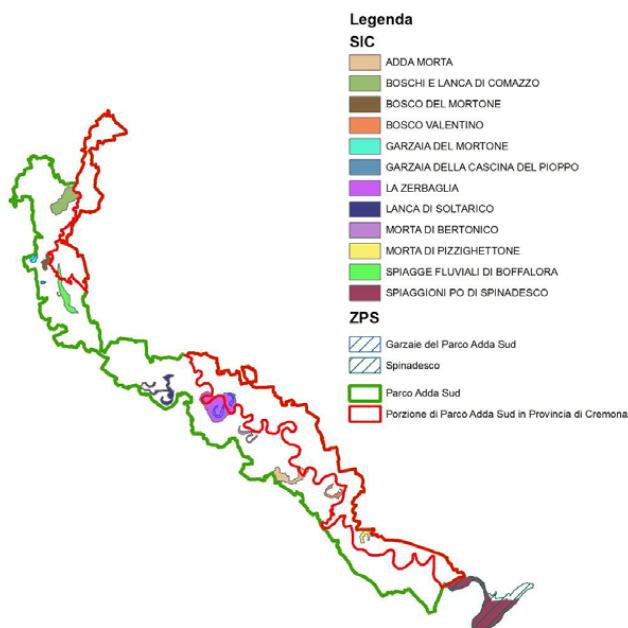 Legenda
SIC
ADDA MORTA
BOSCHI E LANCA DI COMAZZO
BOSCO DEL MORTONE
BOSCO VALENTINO
GARZAIA DEL MORTONE
GARZAIA DELLA CASCINA DEL PIOPPO
LA ZERBAGLIA
LANCA DI SOLTARICO
MORTA DI BERTONICO
MORTA DI PIZZIGHETTONE
SPIAGGE FLUVIALI DI BOFFALORA
SPIAGGIONI PO DI SPINADESCO
ZPS
Garzaie del Parco Adda Sud
Spinadesco
Parco Adda Sud
Porzione di Parco Adda Sud in Provincia di Cremona